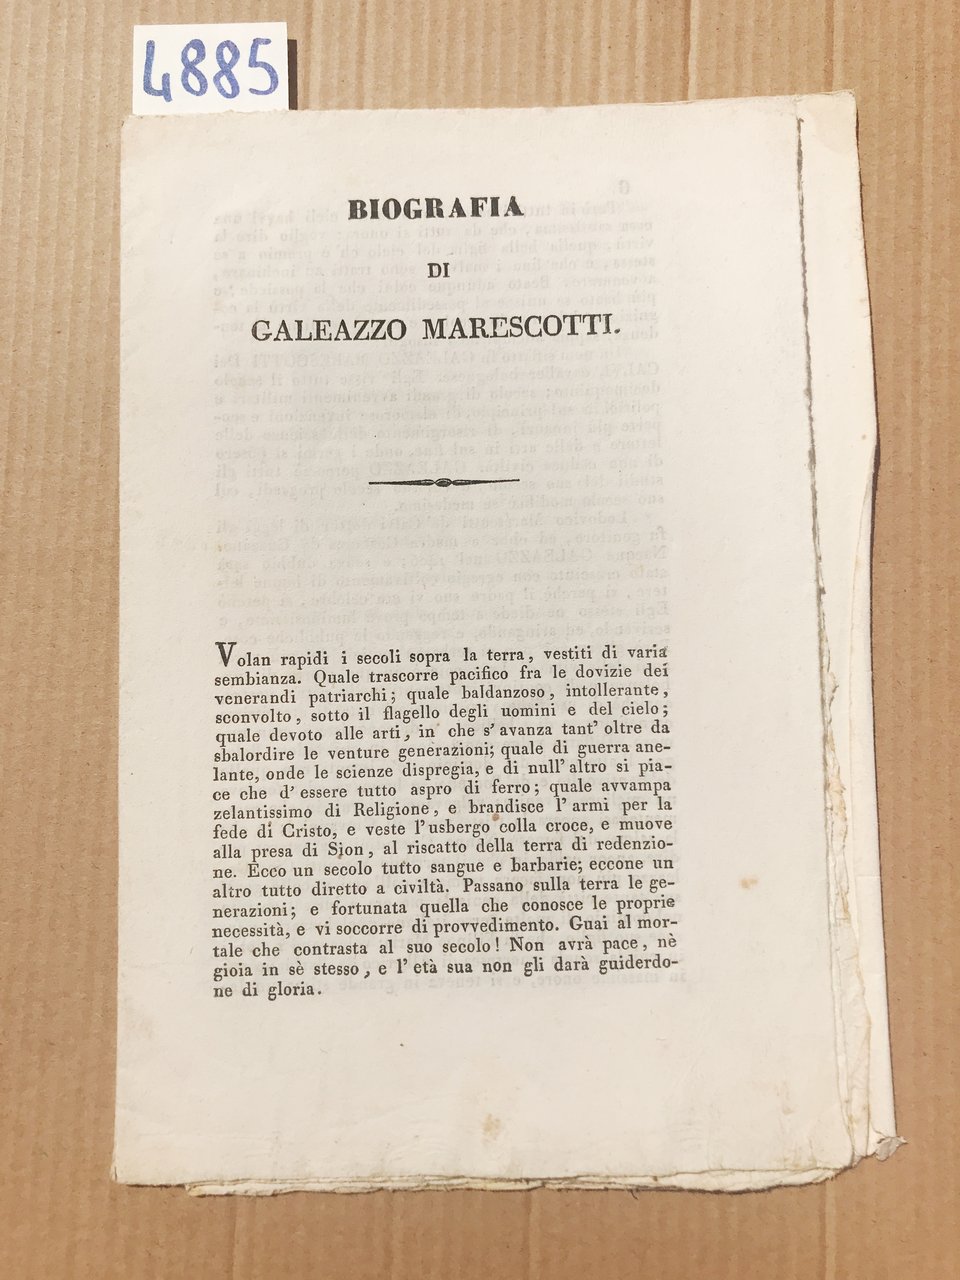 4885
BIOGRAFIA
DI
GALEAZZO MARESCOTTI.
Volan rapidi i secoli sopra la terra, vestiti di varia
sembianza. Quale trascorre pacifico fra le dovizie dei
venerandi patriarchi; quale baldanzoso, intollerante,
sconvolto, sotto il flagello degli uomini e del cielo;
quale devoto alle arti, in che s'avanza tant' oltre da
sbalordire le venture generazioni; quale di guerra ane-
lante, onde le scienze dispregia, e di null' altro si pia-
ce che d' essere tutto aspro di ferro; quale avvampa
zelantissimo di Religione, e brandisce l' armi per la
fede di Cristo, e veste l' usbergo colla croce, e muove
alla presa di Sion, al riscatto della terra di redenzio-
ne. Ecco un secolo tutto sangue e barbarie; eccone un
altro tutto diretto a civiltà. Passano sulla terra le ge-
nerazioni; e fortunata quella che conosce le proprie
necessità, e vi soccorre di provvedimento. Guai al mor-
tale che contrasta al suo secolo! Non avrà pace, nè
gioia in sè stesso, e l' età sua non gli darà guiderdo-
ne di gloria.